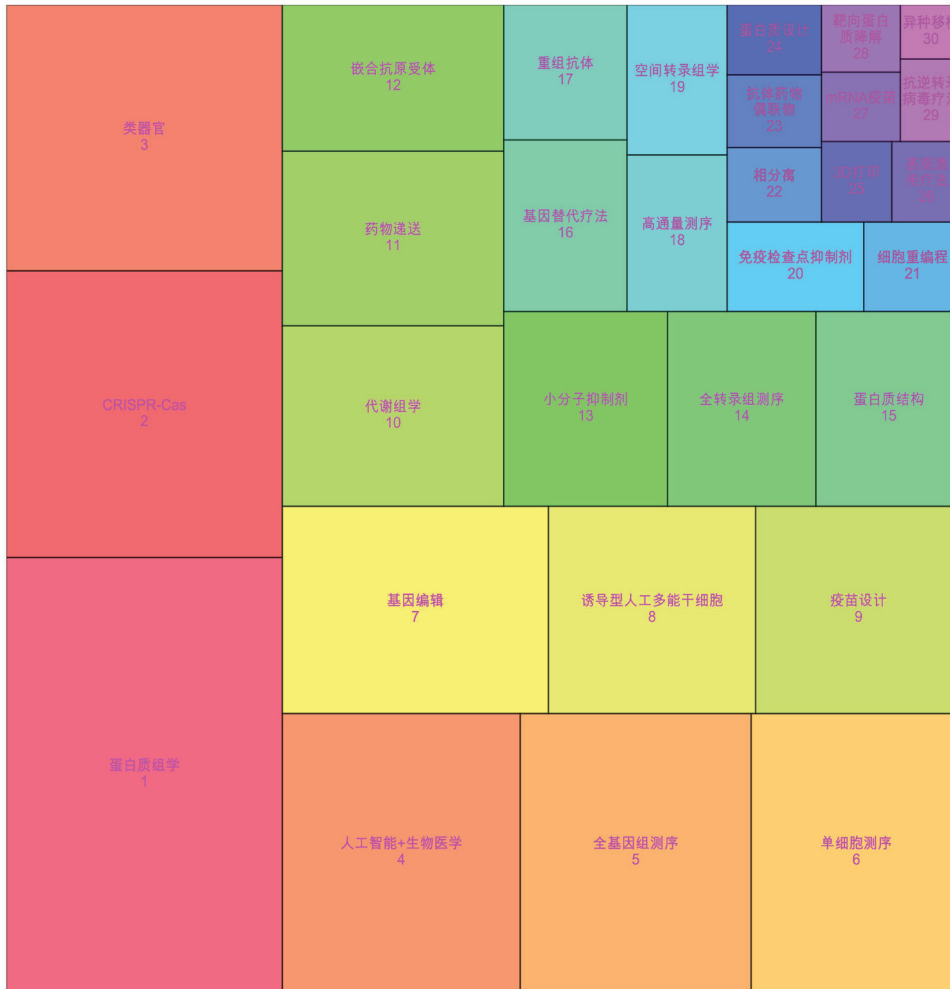 嵌合抗原受体
12
重组抗体
17
空间转录组学
19
蛋白质设计
24
靶向蛋白
质降解
28
异种移植
30
类器官
3
抗体药物
偶联物
23
mRNA疫苗
27
抗逆转录
病毒疗法
29
相分离
22
药物递送
11
基因替代疗法
16
高通量测序
18
免疫检查点抑制剂
20
细胞重编程
21
CRISPR-Cas
2
代谢组学
10
小分子抑制剂
13
全转录组测序
14
蛋白质结构
15
基因编辑
7
诱导型人工多能干细胞
8
疫苗设计
9
蛋白质组学
1
人工智能+生物医学
4
全基因组测序
5
单细胞测序
6